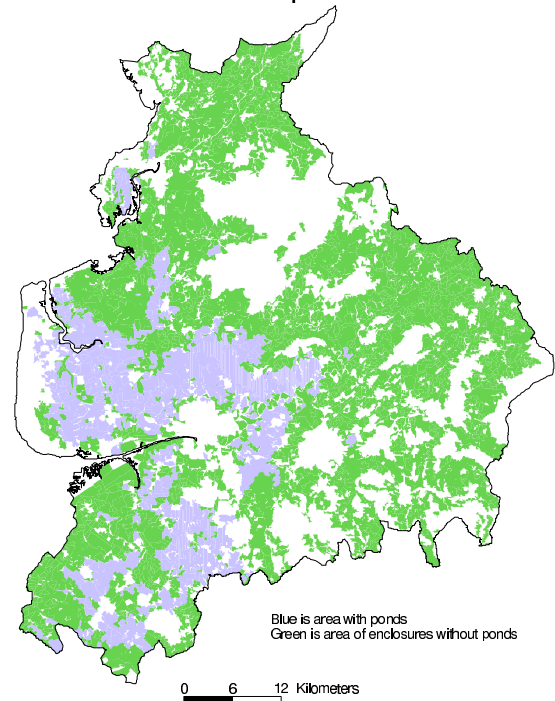 Blue is area with ponds
Green is area of enclosures without ponds
0 6 12 Kilometers